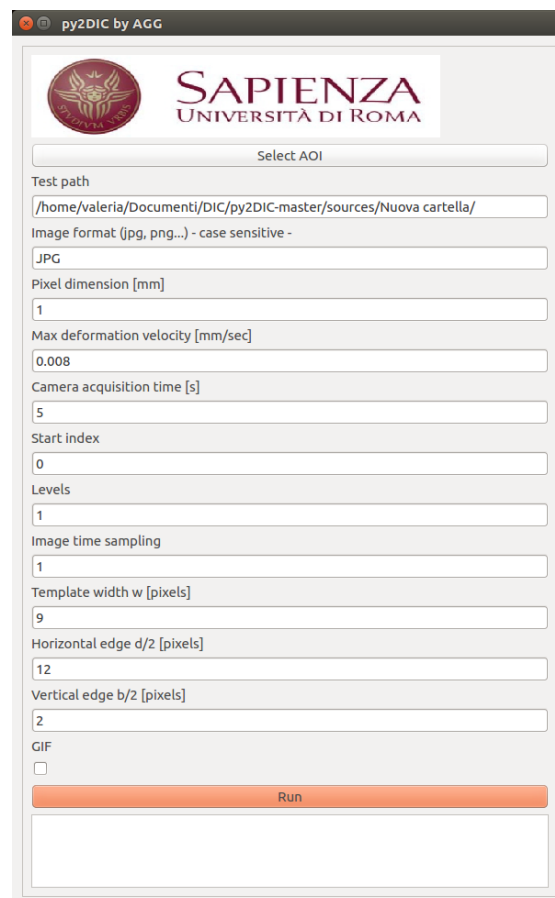 py2DIC by AGG
STVDIVM VRBIS
SAPIENZA
UNIVERSITÀ DI ROMA
Select AOI
Test path
/home/valeria/Documenti/DIC/py2DIC-master/sources/Nuova cartella/
Image format (jpg, png...) - case sensitive -
JPG
Pixel dimension [mm]
1
Max deformation velocity [mm/sec]
0.008
Camera acquisition time [s]
5
Start index
0
Levels
1
Image time sampling
1
Template width w [pixels]
9
Horizontal edge d/2 [pixels]
12
Vertical edge b/2 [pixels]
2
GIF
Run